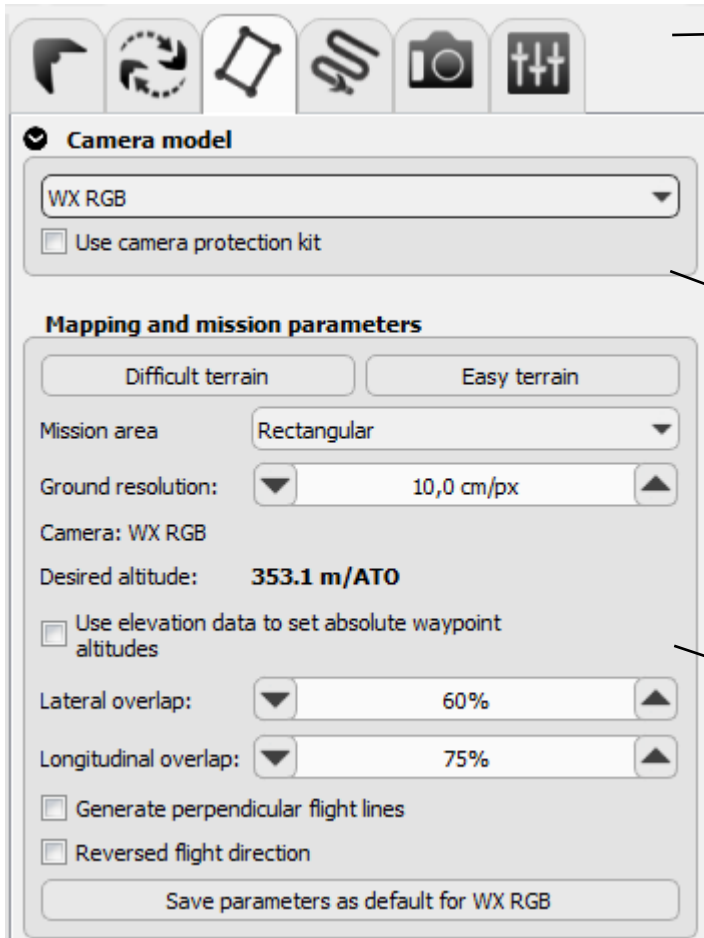 Camera model
WX RGB
Use camera protection kit
Mapping and mission parameters
Difficult terrain Easy terrain
Mission area Rectangular
Ground resolution: 10,0 cm/px
Camera: WX RGB
Desired altitude: 353.1 m/ATO
Use elevation data to set absolute waypoint
altitudes
Lateral overlap: 60%
Longitudinal overlap: 75%
Generate perpendicular flight lines
Reversed flight direction
Save parameters as default for WX RGB